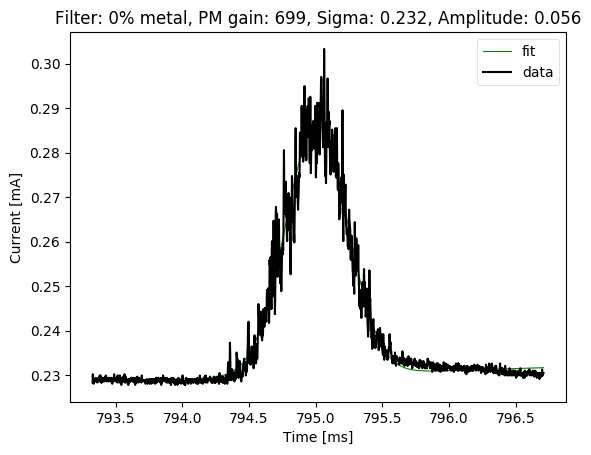 Filter: 0% metal, PM gain: 699, Sigma: 0.232, Amplitude: 0.056
fit
data
0.30
0.29
0.28
0.27
0.26
0.25
0.24
0.23
Current [mA]
793.5 794.0 794.5 795.0 795.5 796.0 796.5
Time [ms]